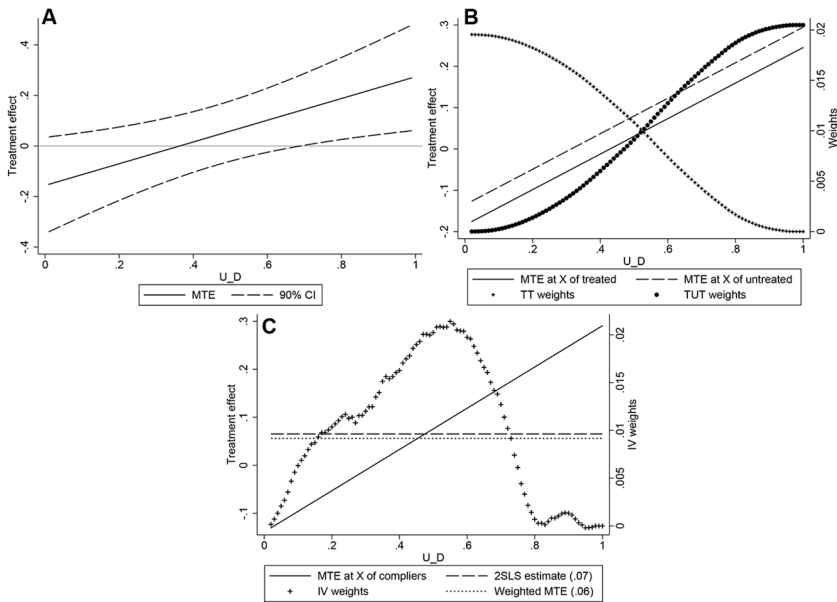 A
Treatment effect
.4
.2
0
-.2
-.4
0
.2
.4
.6
.8
1
U_D
MTE
90% CI
B
Treatment effect
.3
.2
.1
0
-.1
-.2
Weights
.02
.015
.01
.005
0
0
.2
.4
.6
.8
1
U_D
MTE at X of treated
MTE at X of untreated
TT weights
TUT weights
C
Treatment effect
.3
.2
.1
0
-.1
IV weights
.02
.015
.01
.005
0
0
.2
.4
.6
.8
1
U_D
MTE at X of compliers
2SLS estimate (.07)
IV weights
Weighted MTE (.06)